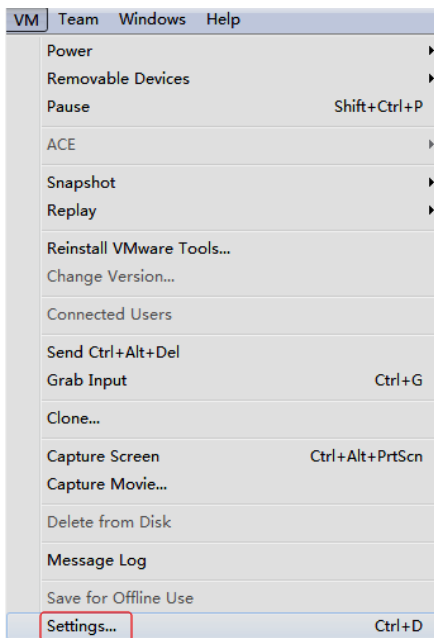 VM Team Windows Help
Power
Removable Devices
Pause Shift+Ctrl+P
ACE
Snapshot
Replay
Reinstall VMware Tools...
Change Version...
Connected Users
Send Ctrl+Alt+Del
Grab Input Ctrl+G
Clone...
Capture Screen Ctrl+Alt+PrtScn
Capture Movie...
Delete from Disk
Message Log
Save for Offline Use
Settings... Ctrl+D